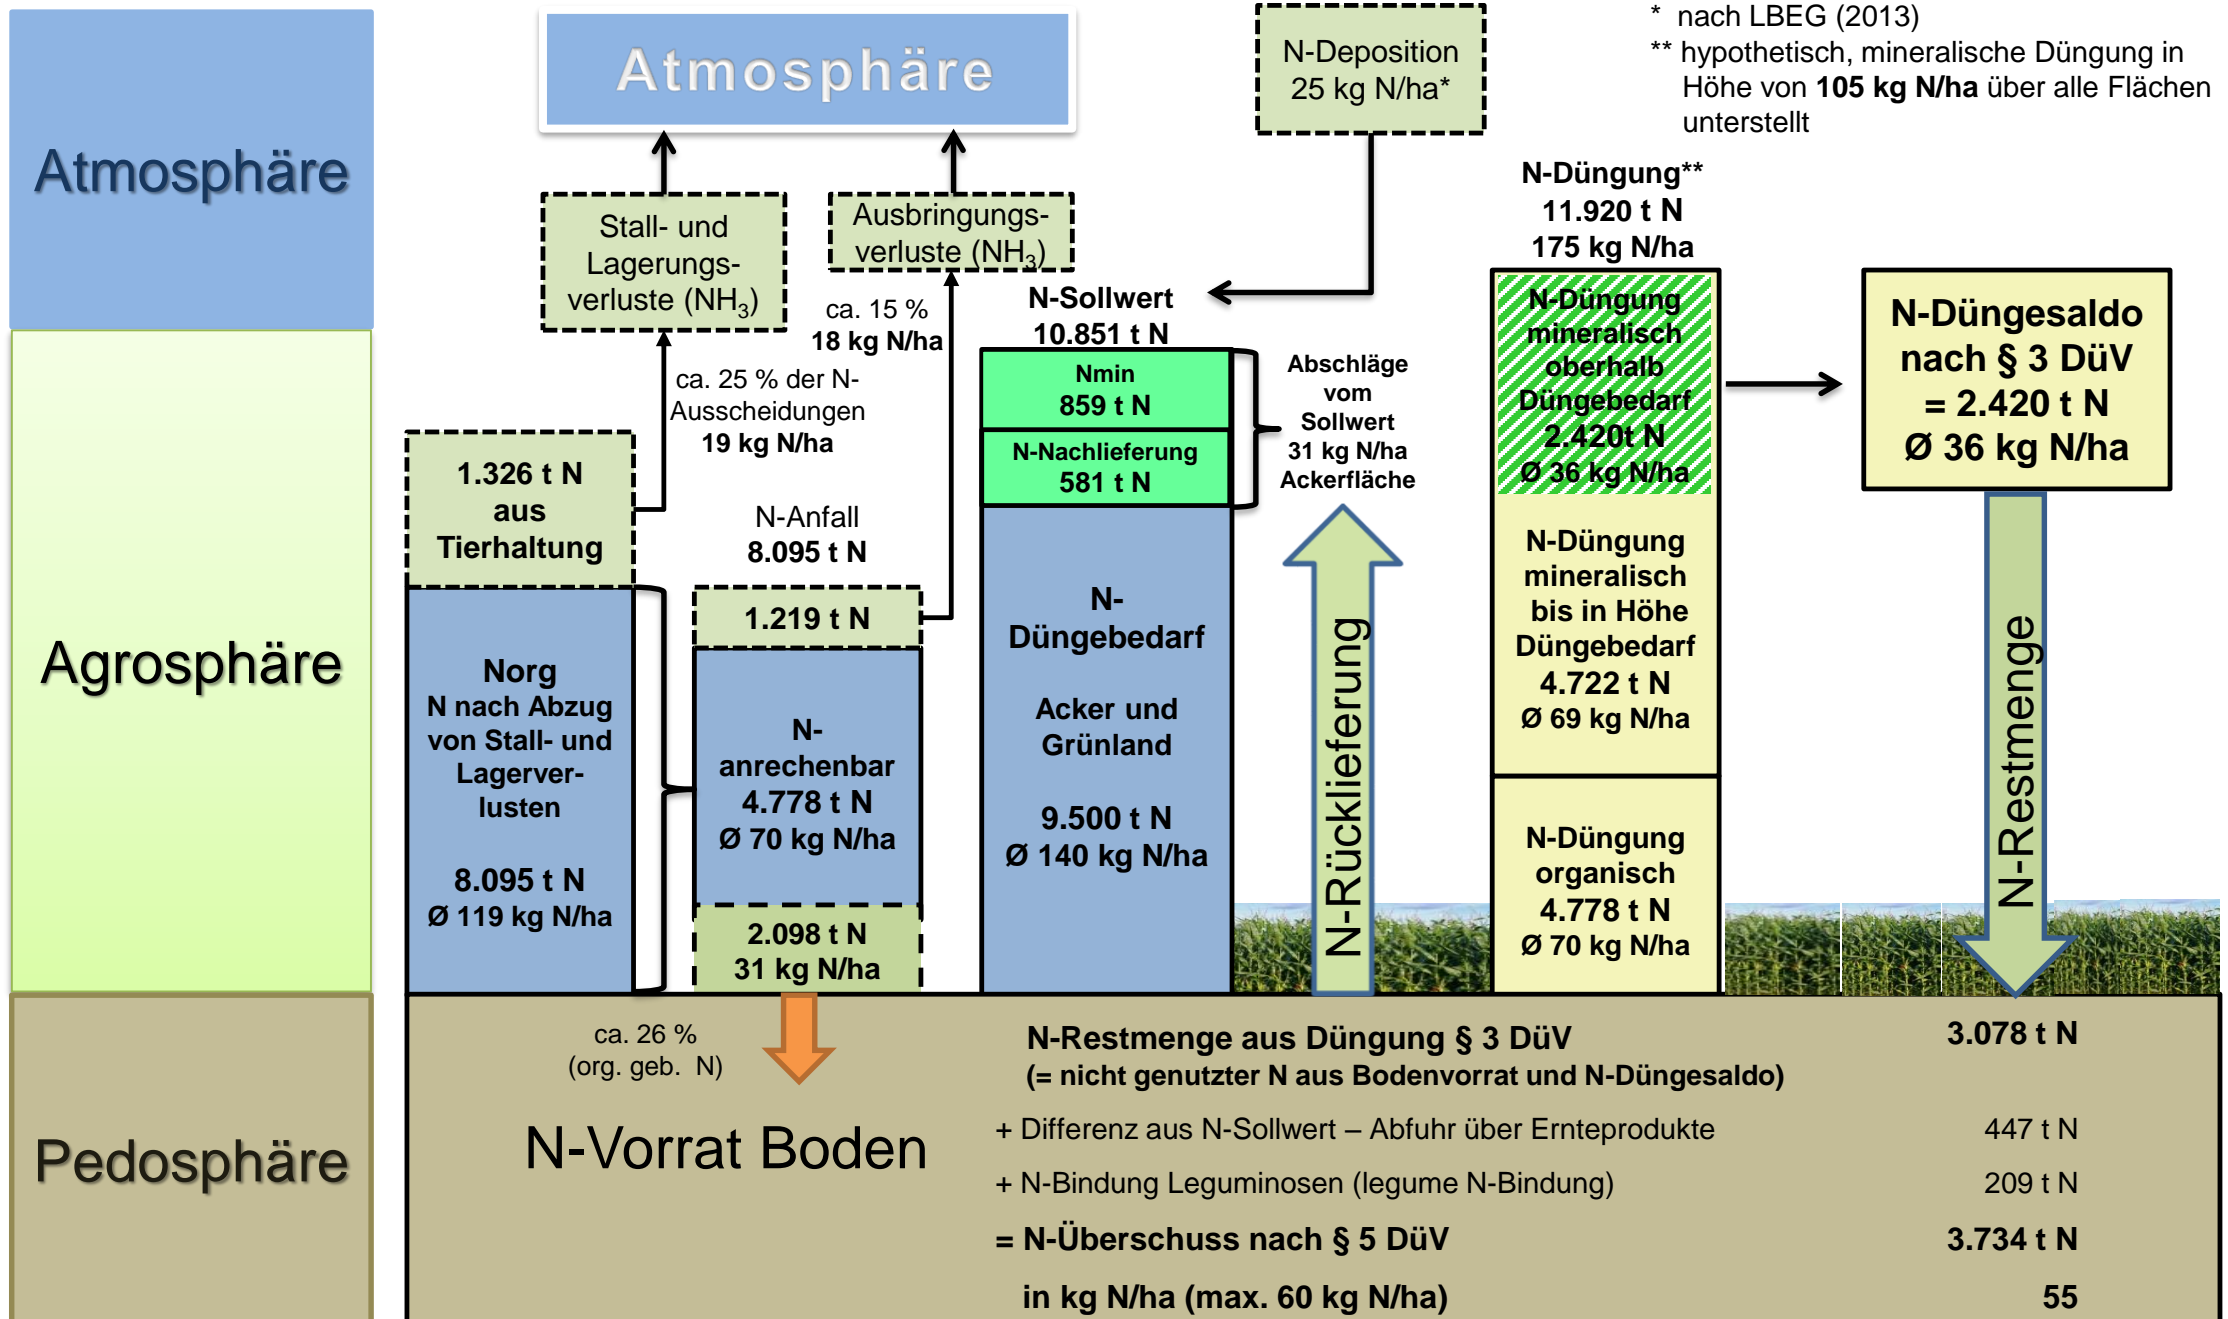 Atmosphäre
Agrosphäre
Pedosphäre
Atmosphäre
N-Deposition
25 kg N/ha*
* nach LBEG (2013)
** hypothetisch, mineralische Düngung in
Höhe von 105 kg N/ha über alle Flächen
unterstellt
Stall- und
Lagerungs-
verluste (NH3)
Ausbringungs-
verluste (NH3)
ca. 25 % der N-
Ausscheidungen
19 kg N/ha
ca. 15 %
18 kg N/ha
1.326 t N
aus
Tierhaltung
Norg
N nach Abzug
von Stall- und
Lagerver-
lusten
8.095 t N
Ø 119 kg N/ha
N-Anfall
8.095 t N
1.219 t N
N-
anrechenbar
4.778 t N
Ø 70 kg N/ha
2.098 t N
31 kg N/ha
N-Sollwert
10.851 t N
Nmin
859 t N
N-Nachlieferung
581 t N
N-
Düngebedarf
Acker und
Grünland
9.500 t N
Ø 140 kg N/ha
Abschläge
vom
Sollwert
31 kg N/ha
Ackerfläche
N-Rücklieferung
N-Düngung**
11.920 t N
175 kg N/ha
N-Düngung
mineralisch
oberhalb
Düngebedarf
2.420t N
Ø 36 kg N/ha
N-Düngung
mineralisch
bis in Höhe
Düngebedarf
4.722 t N
Ø 69 kg N/ha
N-Düngung
organisch
4.778 t N
Ø 70 kg N/ha
N-Düngesaldo
nach § 3 DüV
= 2.420 t N
Ø 36 kg N/ha
N-Restmenge
ca. 26 %
(org. geb. N)
N-Vorrat Boden
N-Restmenge aus Düngung § 3 DüV 3.078 t N
(= nicht genutzter N aus Bodenvorrat und N-Düngesaldo)
+ Differenz aus N-Sollwert – Abfuhr über Ernteprodukte 447 t N
+ N-Bindung Leguminosen (legume N-Bindung) 209 t N
= N-Überschuss nach § 5 DüV 3.734 t N
in kg N/ha (max. 60 kg N/ha) 55